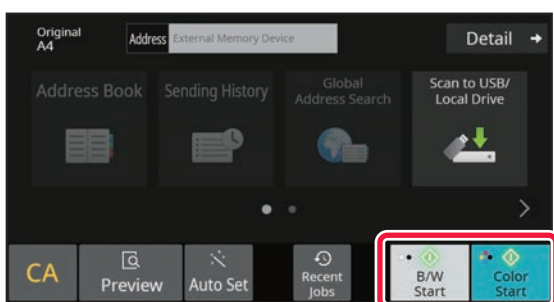 Original
A4
Address External Memory Device
Detail
Address Book
Sending History
Global
Address Search
Scan to USB/
Local Drive
CA
Preview
Auto Set
Recent
Jobs
B/W
Start
Color
Start